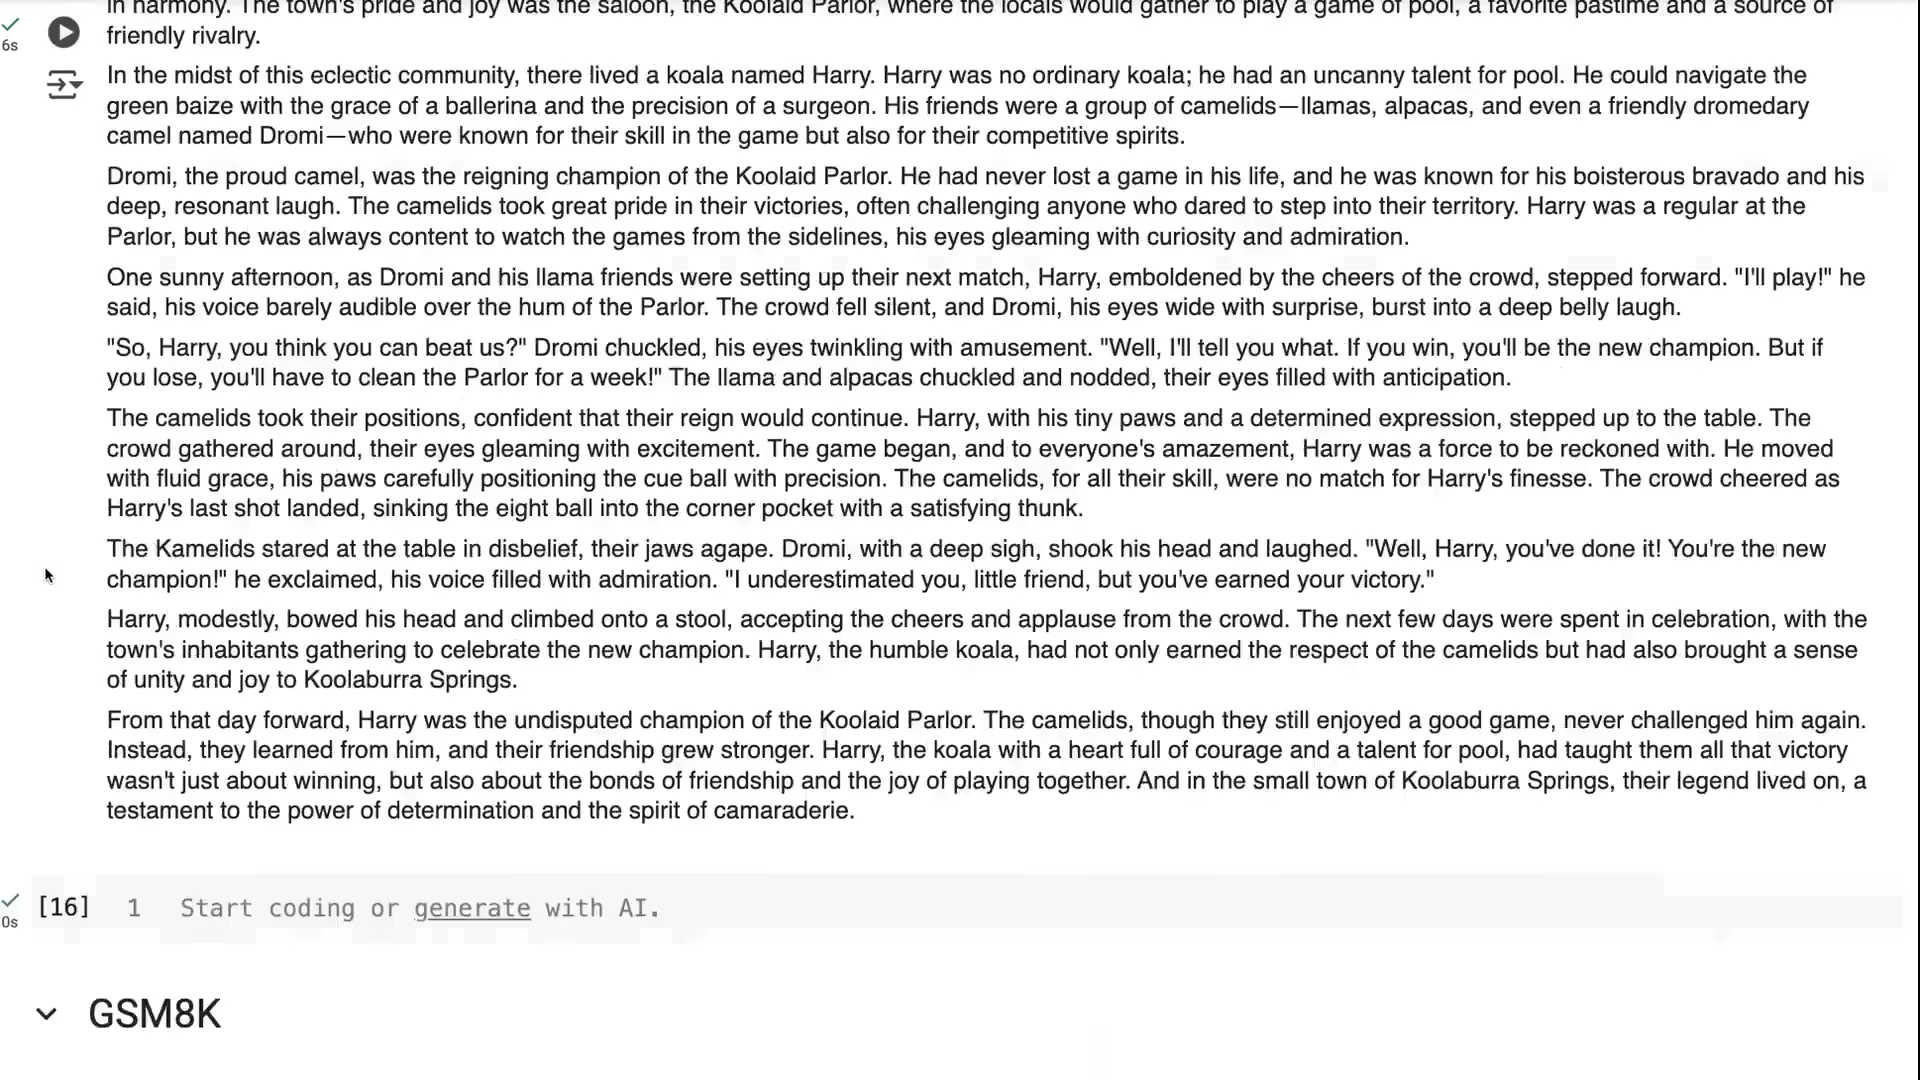 in harmony. The town's pride and joy was the saloon, the Koolaid Parlor, where the locals would gather to play a game of pool, a favorite pastime and a source of
friendly rivalry.
6s
In the midst of this eclectic community, there lived a koala named Harry. Harry was no ordinary koala; he had an uncanny talent for pool. He could navigate the
green baize with the grace of a ballerina and the precision of a surgeon. His friends were a group of camelids—llamas, alpacas, and even a friendly dromedary
camel named Dromi—who were known for their skill in the game but also for their competitive spirits.
Dromi, the proud camel, was the reigning champion of the Koolaid Parlor. He had never lost a game in his life, and he was known for his boisterous bravado and his
deep, resonant laugh. The camelids took great pride in their victories, often challenging anyone who dared to step into their territory. Harry was a regular at the
Parlor, but he was always content to watch the games from the sidelines, his eyes gleaming with curiosity and admiration.
One sunny afternoon, as Dromi and his llama friends were setting up their next match, Harry, emboldened by the cheers of the crowd, stepped forward. "I'll play!" he
said, his voice barely audible over the hum of the Parlor. The crowd fell silent, and Dromi, his eyes wide with surprise, burst into a deep belly laugh.
"So, Harry, you think you can beat us?" Dromi chuckled, his eyes twinkling with amusement. "Well, I'll tell you what. If you win, you'll be the new champion. But if
you lose, you'll have to clean the Parlor for a week!" The llama and alpacas chuckled and nodded, their eyes filled with anticipation.
The camelids took their positions, confident that their reign would continue. Harry, with his tiny paws and a determined expression, stepped up to the table. The
crowd gathered around, their eyes gleaming with excitement. The game began, and to everyone's amazement, Harry was a force to be reckoned with. He moved
with fluid grace, his paws carefully positioning the cue ball with precision. The camelids, for all their skill, were no match for Harry's finesse. The crowd cheered as
Harry's last shot landed, sinking the eight ball into the corner pocket with a satisfying thunk.
The Kamelids stared at the table in disbelief, their jaws agape. Dromi, with a deep sigh, shook his head and laughed. "Well, Harry, you've done it! You're the new
champion!" he exclaimed, his voice filled with admiration. "I underestimated you, little friend, but you've earned your victory."
Harry, modestly, bowed his head and climbed onto a stool, accepting the cheers and applause from the crowd. The next few days were spent in celebration, with the
town's inhabitants gathering to celebrate the new champion. Harry, the humble koala, had not only earned the respect of the camelids but had also brought a sense
of unity and joy to Koolaburra Springs.
From that day forward, Harry was the undisputed champion of the Koolaid Parlor. The camelids, though they still enjoyed a good game, never challenged him again.
Instead, they learned from him, and their friendship grew stronger. Harry, the koala with a heart full of courage and a talent for pool, had taught them all that victory
wasn't just about winning, but also about the bonds of friendship and the joy of playing together. And in the small town of Koolaburra Springs, their legend lived on, a
testament to the power of determination and the spirit of camaraderie.
[16] 1 Start coding or generate with AI.
0s
GSM8K